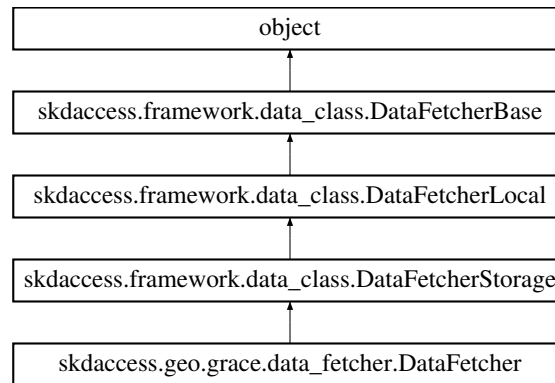 object
skdaccess.framework.data_class.DataFetcherBase
skdaccess.framework.data_class.DataFetcherLocal
skdaccess.framework.data_class.DataFetcherStorage
skdaccess.geo.grace.data_fetcher.DataFetcher